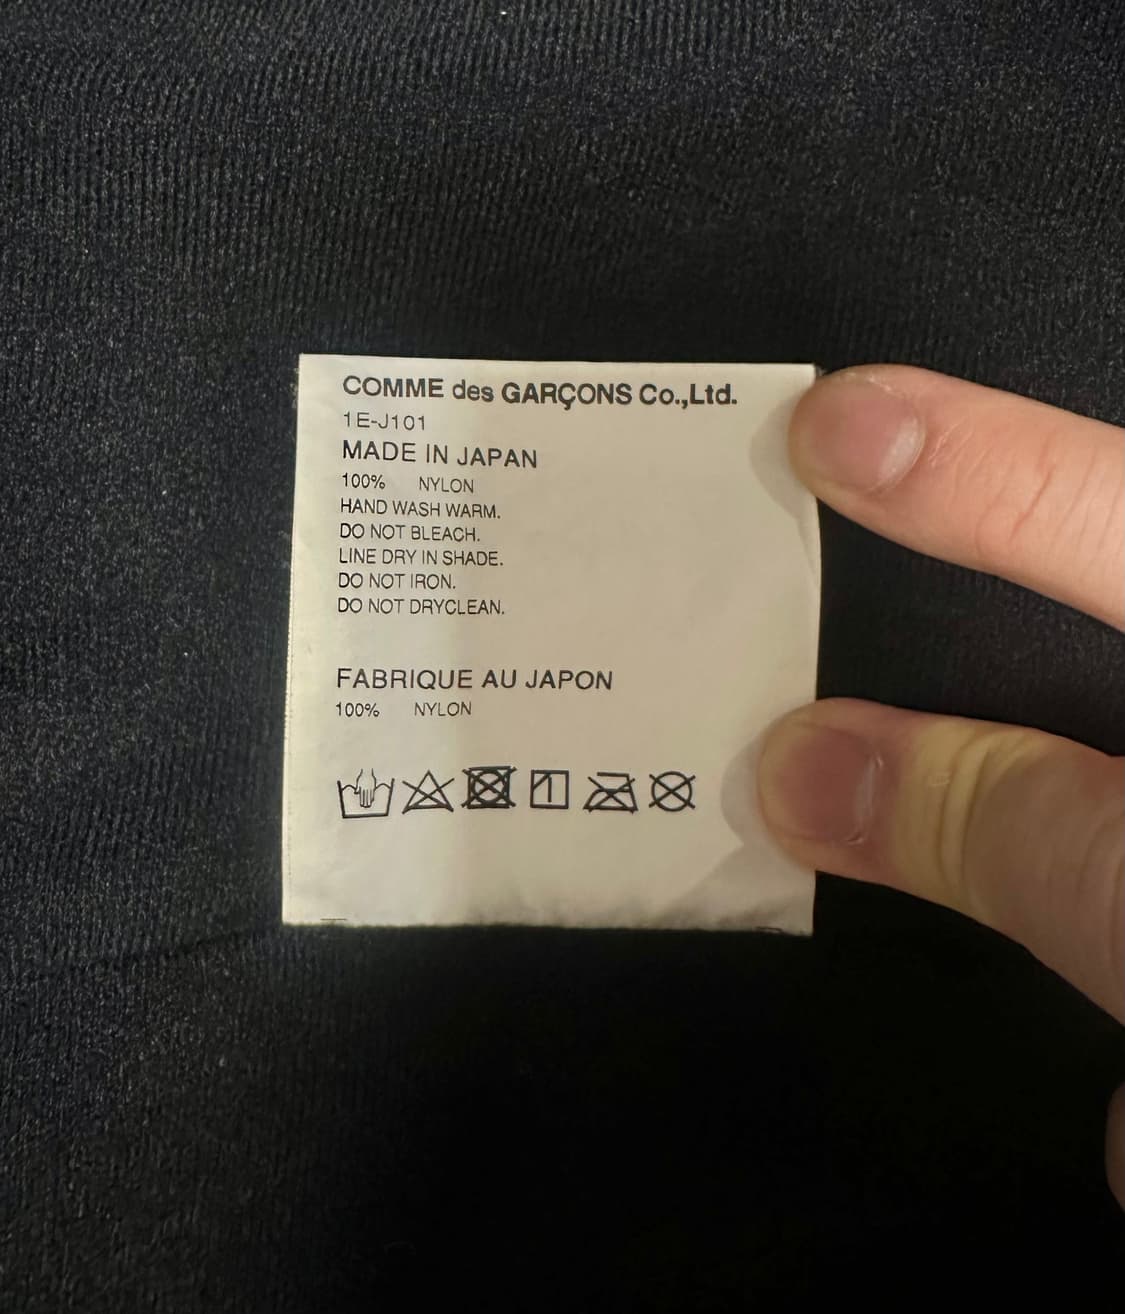 COMME des GARÇONS Co.,Ltd.
1E-J101
MADE IN JAPAN
100% NYLON
HAND WASH WARM.
DO NOT BLEACH.
LINE DRY IN SHADE.
DO NOT IRON.
DO NOT DRYCLEAN.
FABRIQUE AU JAPON
100% NYLON